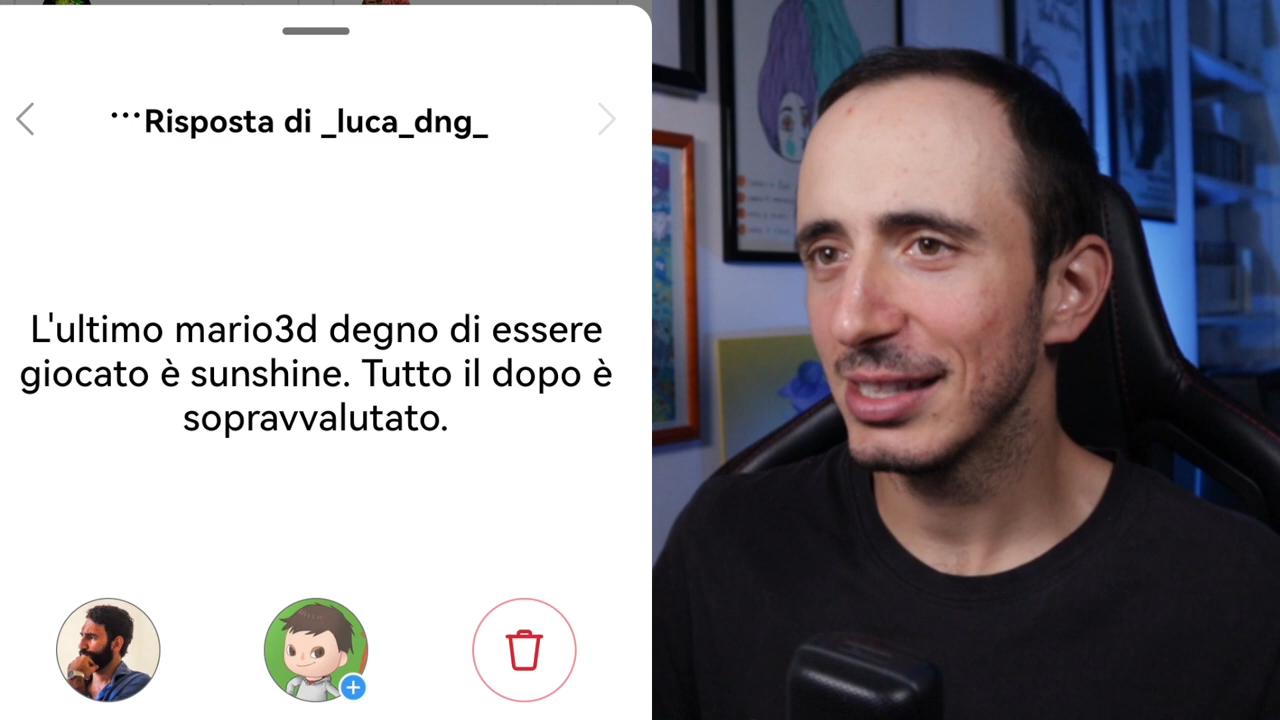 ···Risposta di _luca_dng_
L'ultimo mario3d degno di essere
giocato è sunshine. Tutto il dopo è
sopravvalutato.